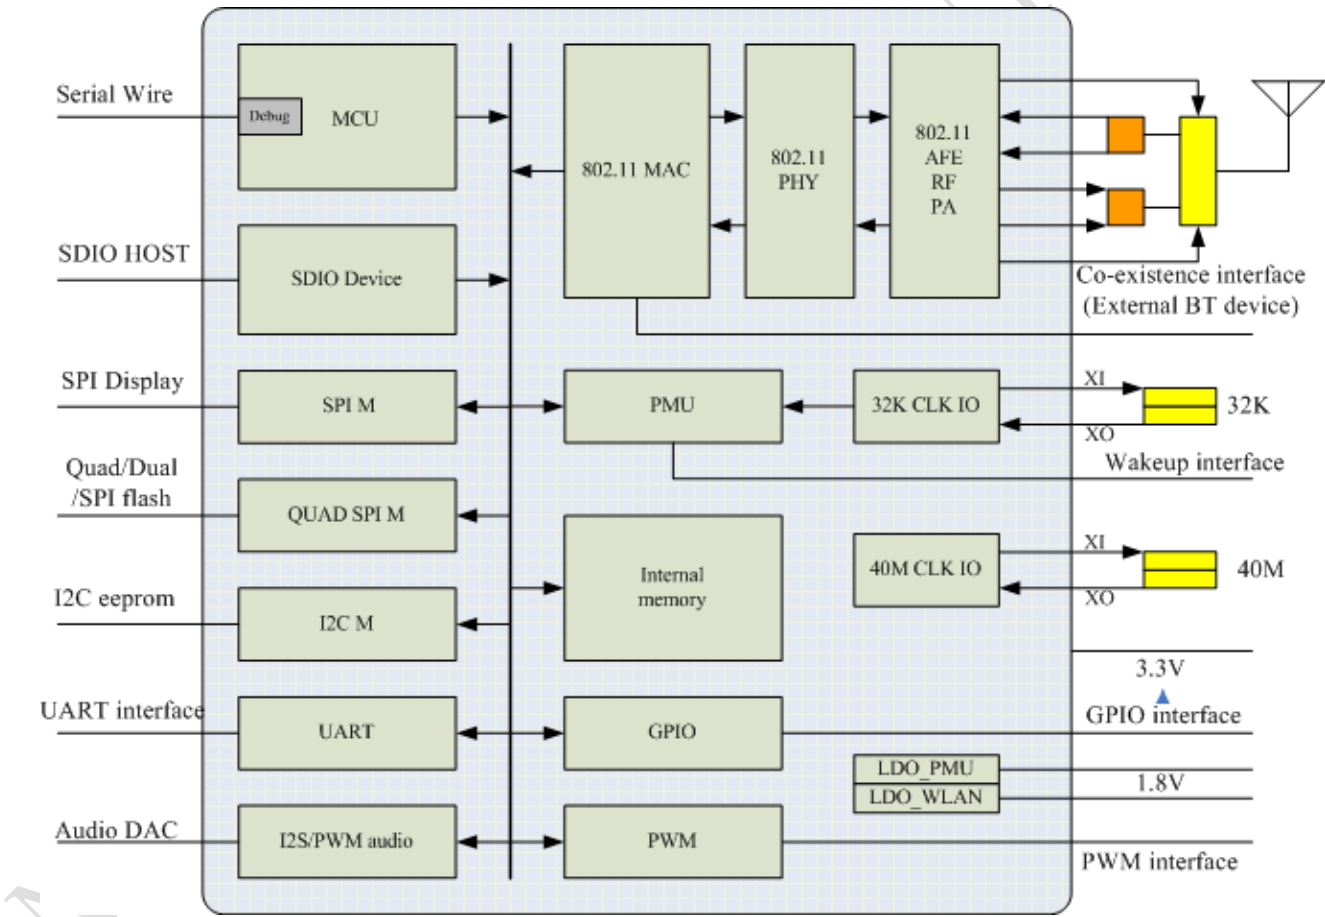 Serial Wire
Debug
MCU
802.11 MAC
802.11
PHY
802.11
AFE
RF
PA
SDIO HOST
SDIO Device
Co-existence interface
(External BT device)
SPI Display
SPI M
PMU
32K CLK IO
XI
XO
32K
Wakeup interface
Quad/Dual
/SPI flash
QUAD SPI M
Internal
memory
40M CLK IO
XI
XO
40M
I2C eeprom
I2C M
3.3V
UART interface
UART
GPIO
GPIO interface
LDO_PMU
LDO_WLAN
1.8V
Audio DAC
I2S/PWM audio
PWM
PWM interface